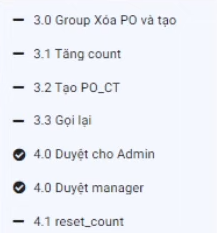 3.0 Group Xóa PO và tạo
3.1 Tăng count
3.2 Tạo PO_CT
3.3 Gọi lại
4.0 Duyệt cho Admin
4.0 Duyệt manager
4.1 reset_count